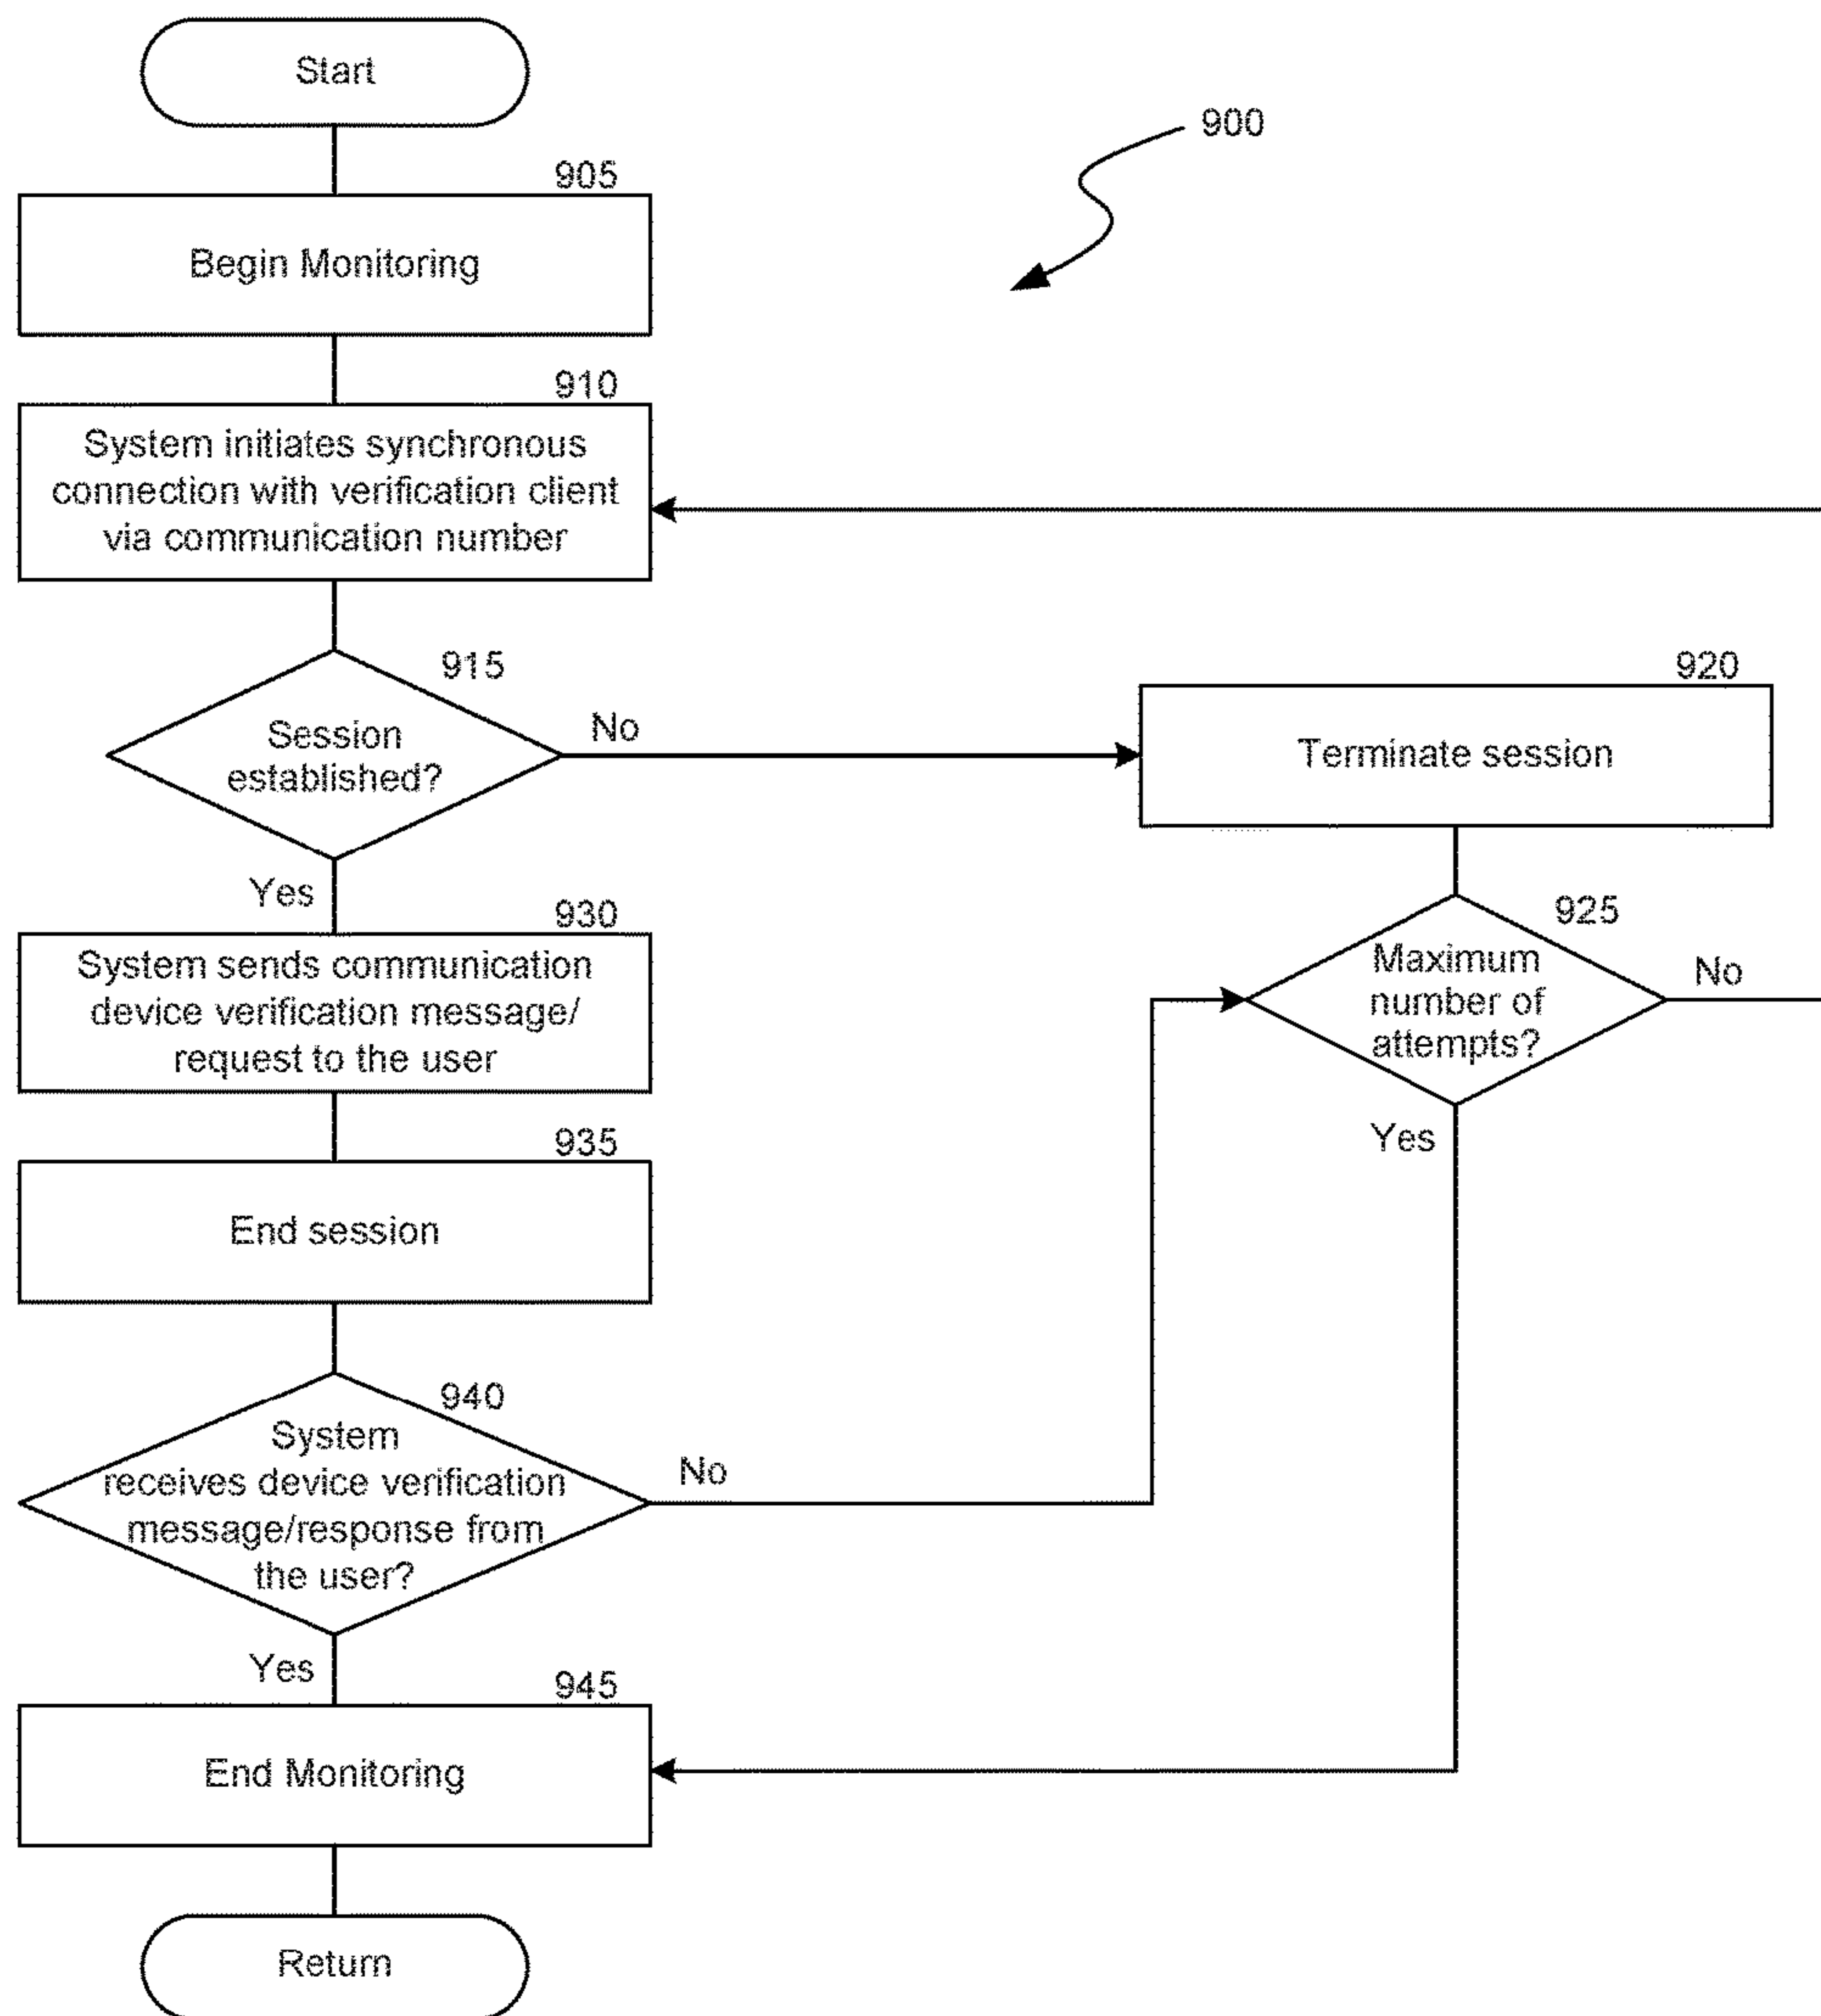 Start
900
905
Begin Monitoring
910
System initiates synchronous
connection with verification client
via communication number
915
Session
established?
No
920
Terminate session
Yes
925
Maximum
number of
attempts?
No
Yes
930
System sends communication
device verification message/
request to the user
935
End session
940
System
receives device verification
message/response from
the user?
No
Yes
945
End Monitoring
Return